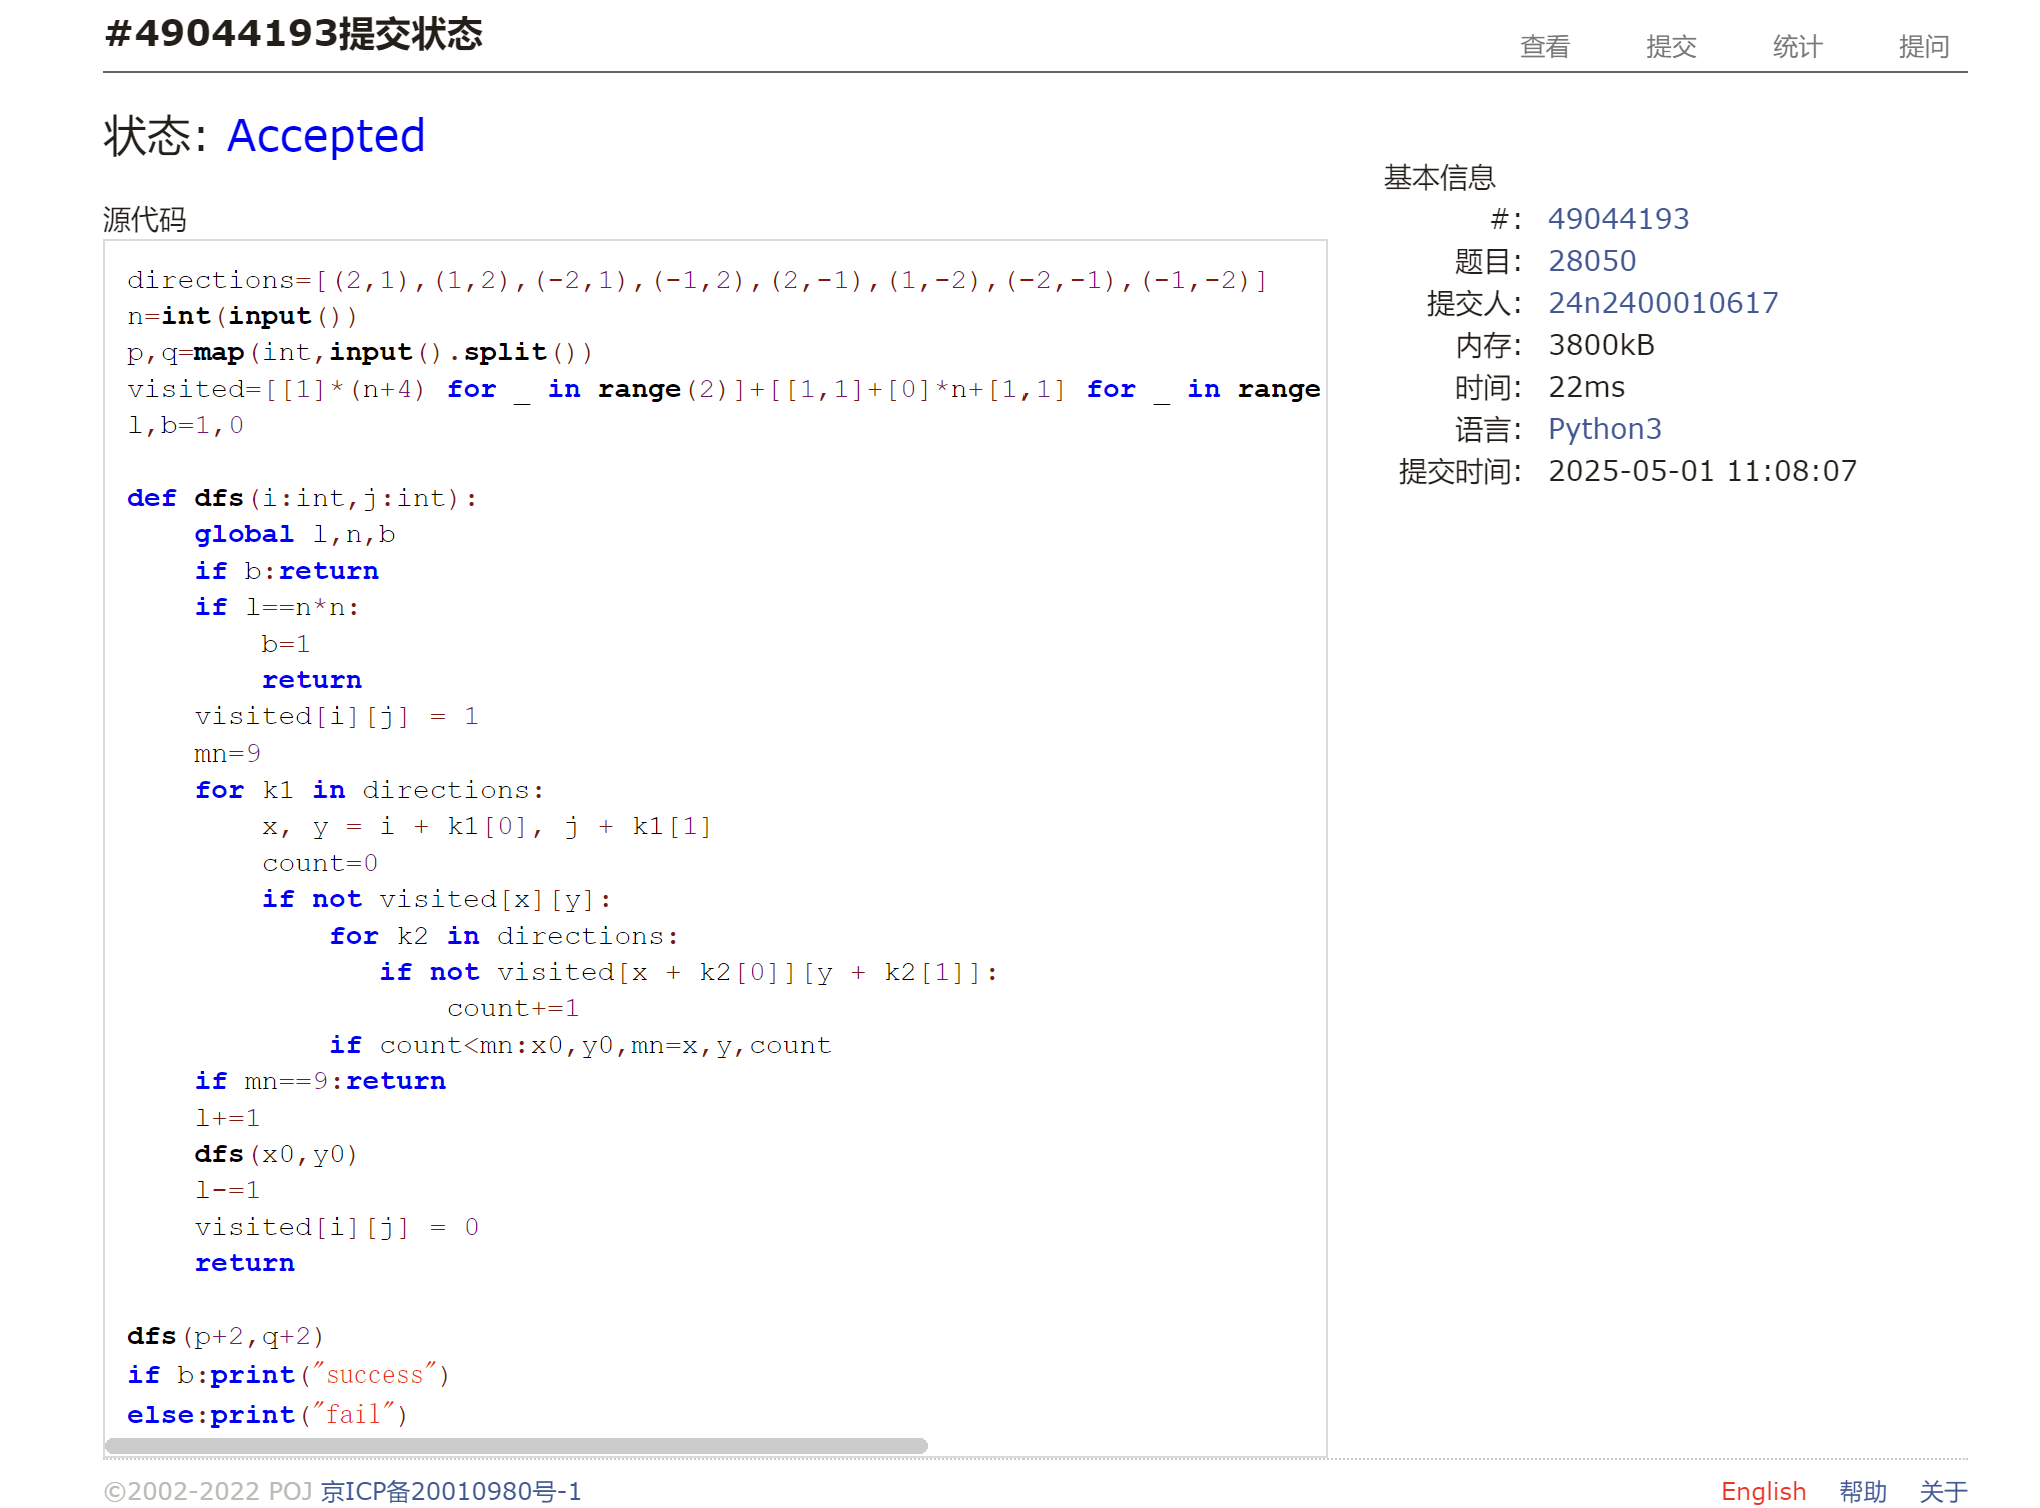 #49044193提交状态
查看 提交 统计 提问
状态: Accepted
源代码
directions=[(2,1),(1,2),(-2,1),(-1,2),(2,-1),(1,-2),(-2,-1),(-1,-2)]
n=int(input())
p,q=map(int,input().split())
visited=[[1]*(n+4) for _ in range(2)]+[[1,1]+[0]*n+[1,1] for _ in range
l,b=1,0
def dfs(i:int,j:int):
    global l,n,b
    if b:return
    if l==n*n:
        b=1
        return
    visited[i][j] = 1
    mn=9
    for k1 in directions:
        x, y = i + k1[0], j + k1[1]
        count=0
        if not visited[x][y]:
            for k2 in directions:
               if not visited[x + k2[0]][y + k2[1]]:
                   count+=1
            if count<mn:x0,y0,mn=x,y,count
    if mn==9:return
    l+=1
    dfs(x0,y0)
    l-=1
    visited[i][j] = 0
    return
dfs(p+2,q+2)
if b:print("success")
else:print("fail")
基本信息
#: 49044193
题目: 28050
提交人: 24n2400010617
内存: 3800kB
时间: 22ms
语言: Python3
提交时间: 2025-05-01 11:08:07
©2002-2022 POJ 京ICP备20010980号-1
English 帮助 关于